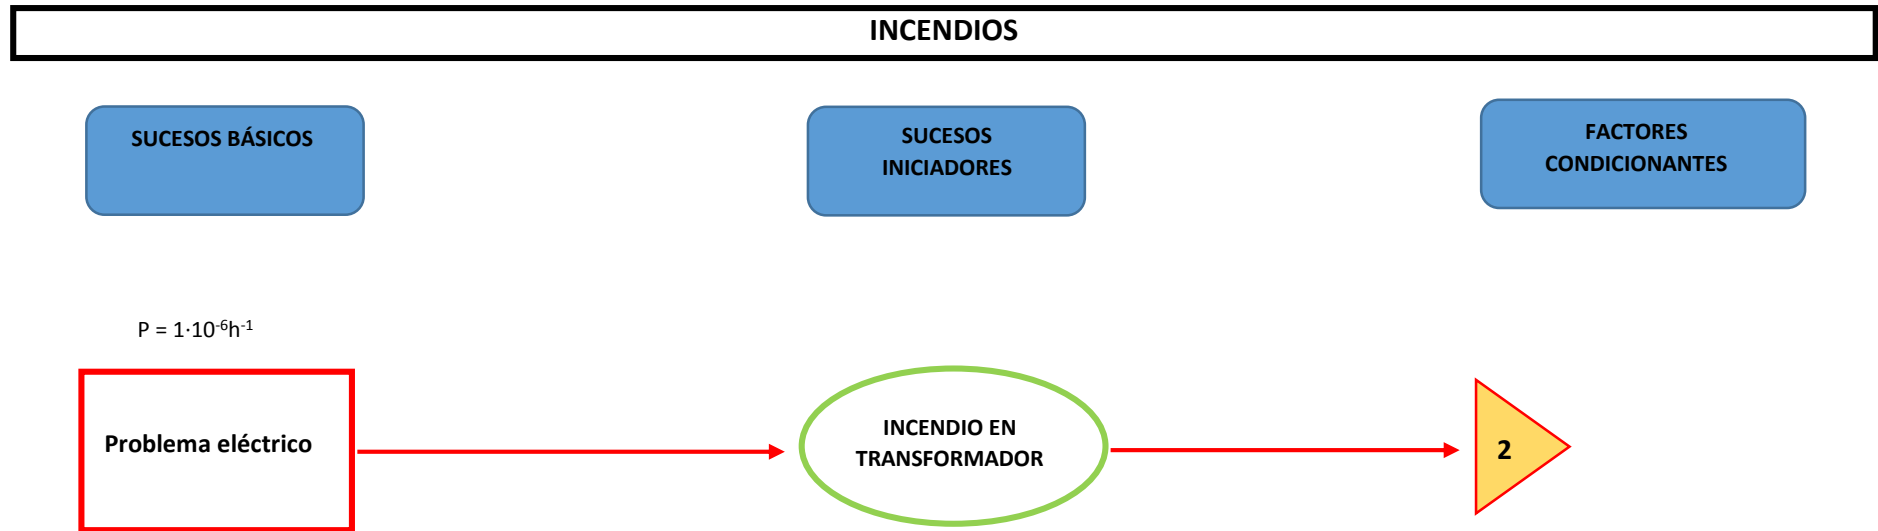 INCENDIOS
SUCESOS BÁSICOS
SUCESOS
INICIADORES
FACTORES
CONDICIONANTES
P = 1·10⁻⁶h⁻¹
Problema eléctrico
INCENDIO EN
TRANSFORMADOR
2